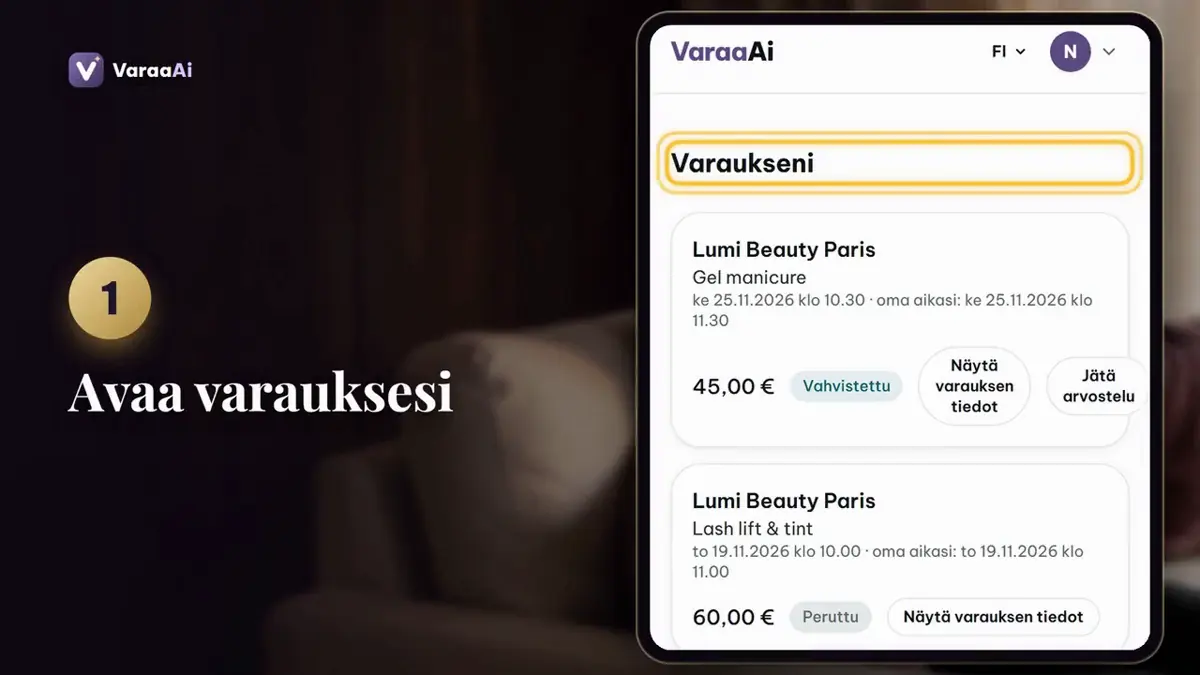 VaraaAi
1
Avaa varauksesi
VaraaAi
FI
N
Varaukseni
Lumi Beauty Paris
Gel manicure
ke 25.11.2026 klo 10.30 · oma aikasi: ke 25.11.2026 klo
11.30
45,00 €
Vahvistettu
Näytä
varauksen
tiedot
Jätä
arvostelu
Lumi Beauty Paris
Lash lift & tint
to 19.11.2026 klo 10.00 · oma aikasi: to 19.11.2026 klo
11.00
60,00 €
Peruttu
Näytä varauksen tiedot